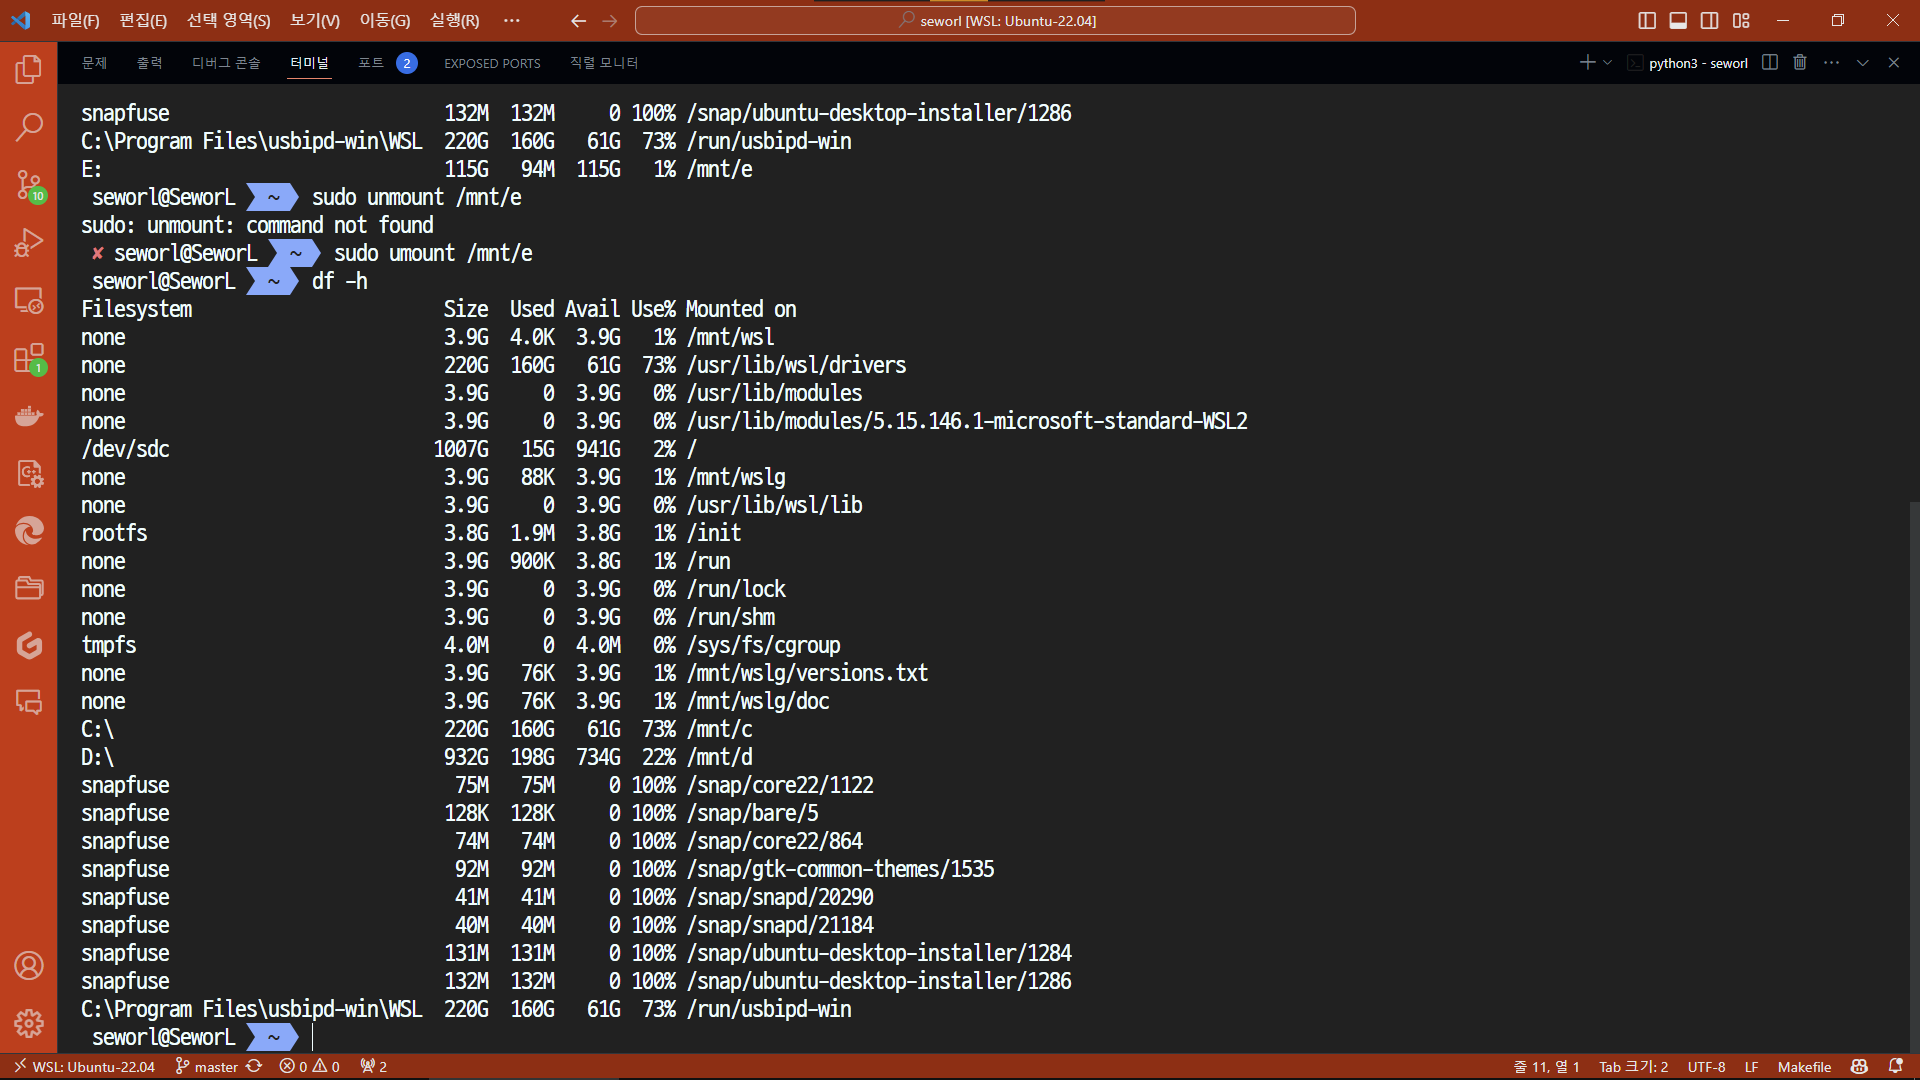 파일(F) 편집(E) 선택 영역(S) 보기(V) 이동(G) 실행(R) ··· seworl [WSL: Ubuntu-22.04]
문제 출력 디버그 콘솔 터미널 포트 2 EXPOSED PORTS 직렬 모니터 python3 - seworl
snapfuse 132M 132M 0 100% /snap/ubuntu-desktop-installer/1286
C:\Program Files\usbipd-win\WSL 220G 160G 61G 73% /run/usbipd-win
E: 115G 94M 115G 1% /mnt/e
seworl@SeworL ~ sudo unmount /mnt/e
sudo: unmount: command not found
✘ seworl@SeworL ~ sudo umount /mnt/e
seworl@SeworL ~ df -h
Filesystem Size Used Avail Use% Mounted on
none 3.9G 4.0K 3.9G 1% /mnt/wsl
none 220G 160G 61G 73% /usr/lib/wsl/drivers
none 3.9G 0 3.9G 0% /usr/lib/modules
none 3.9G 0 3.9G 0% /usr/lib/modules/5.15.146.1-microsoft-standard-WSL2
/dev/sdc 1007G 15G 941G 2% /
none 3.9G 88K 3.9G 1% /mnt/wslg
none 3.9G 0 3.9G 0% /usr/lib/wsl/lib
rootfs 3.8G 1.9M 3.8G 1% /init
none 3.9G 900K 3.8G 1% /run
none 3.9G 0 3.9G 0% /run/lock
none 3.9G 0 3.9G 0% /run/shm
tmpfs 4.0M 0 4.0M 0% /sys/fs/cgroup
none 3.9G 76K 3.9G 1% /mnt/wslg/versions.txt
none 3.9G 76K 3.9G 1% /mnt/wslg/doc
C:\ 220G 160G 61G 73% /mnt/c
D:\ 932G 198G 734G 22% /mnt/d
snapfuse 75M 75M 0 100% /snap/core22/1122
snapfuse 128K 128K 0 100% /snap/bare/5
snapfuse 74M 74M 0 100% /snap/core22/864
snapfuse 92M 92M 0 100% /snap/gtk-common-themes/1535
snapfuse 41M 41M 0 100% /snap/snapd/20290
snapfuse 40M 40M 0 100% /snap/snapd/21184
snapfuse 131M 131M 0 100% /snap/ubuntu-desktop-installer/1284
snapfuse 132M 132M 0 100% /snap/ubuntu-desktop-installer/1286
C:\Program Files\usbipd-win\WSL 220G 160G 61G 73% /run/usbipd-win
seworl@SeworL ~
10
1
WSL: Ubuntu-22.04 master 0 0 2 줄 11, 열 1 Tab 크기: 2 UTF-8 LF Makefile